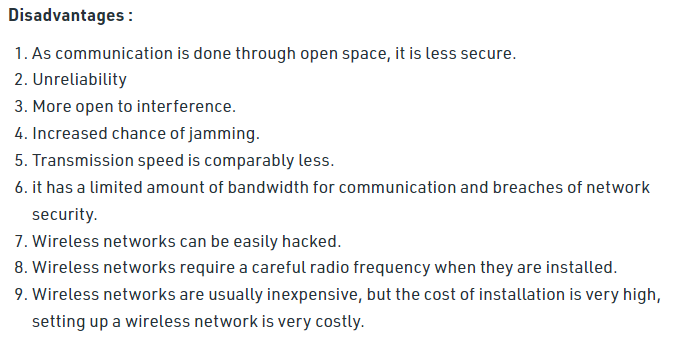 Disadvantages :
1. As communication is done through open space, it is less secure.
2. Unreliability
3. More open to interference.
4. Increased chance of jamming.
5. Transmission speed is comparably less.
6. it has a limited amount of bandwidth for communication and breaches of network
security.
7. Wireless networks can be easily hacked.
8. Wireless networks require a careful radio frequency when they are installed.
9. Wireless networks are usually inexpensive, but the cost of installation is very high,
setting up a wireless network is very costly.